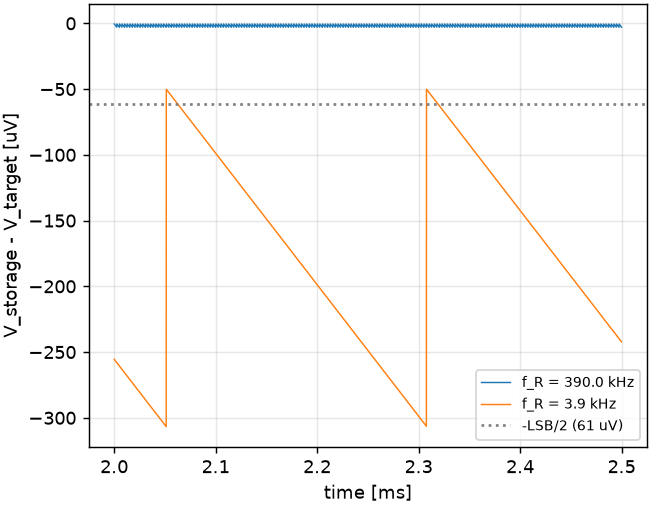 V_storage - V_target [uV]
0
−50
−100
−150
−200
−250
−300
f_R = 390.0 kHz
f_R = 3.9 kHz
-LSB/2 (61 uV)
2.0 2.1 2.2 2.3 2.4 2.5
time [ms]